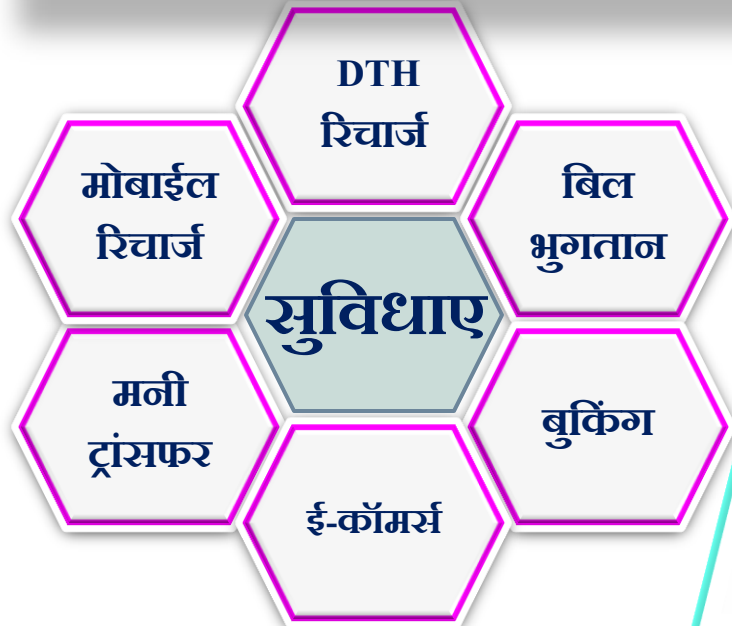 DTH
रिचार्ज
मोबाईल
रिचार्ज
बिल
भुगतान
सुविधाए
मनी
ट्रांसफर
बुकिंग
ई-कॉमर्स